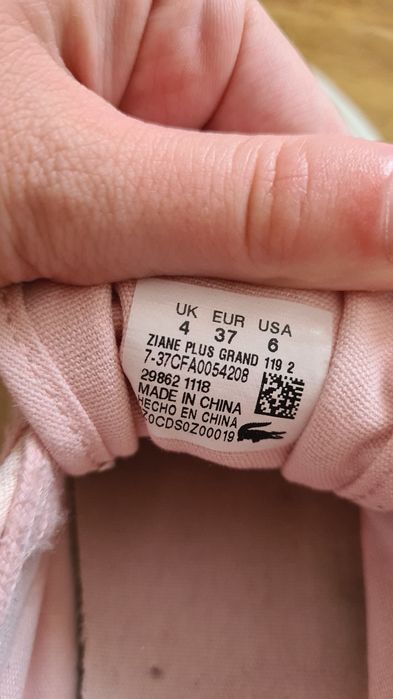 UK EUR USA
4 37 6
ZIANE PLUS GRAND 119 2
7-37CFA0054208
29862 1118
MADE IN CHINA
HECHO EN CHINA
Z0CDS0Z00019